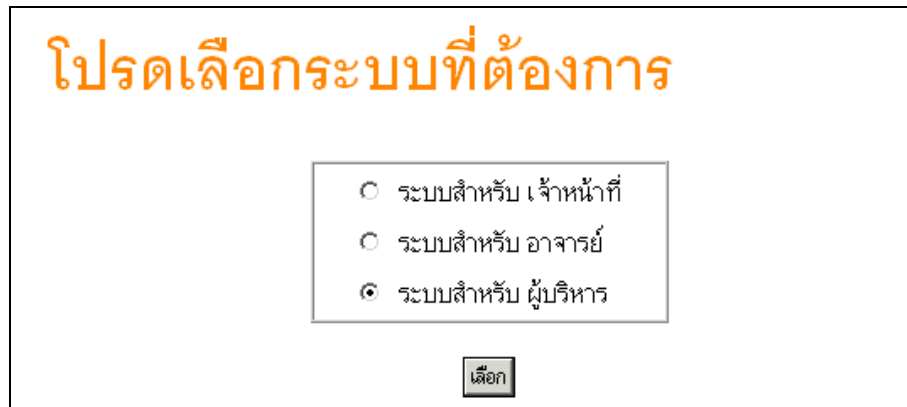 โปรดเลือกระบบที่ต้องการ
ระบบสำหรับ เจ้าหน้าที่
ระบบสำหรับ อาจารย์
ระบบสำหรับ ผู้บริหาร
เลือก